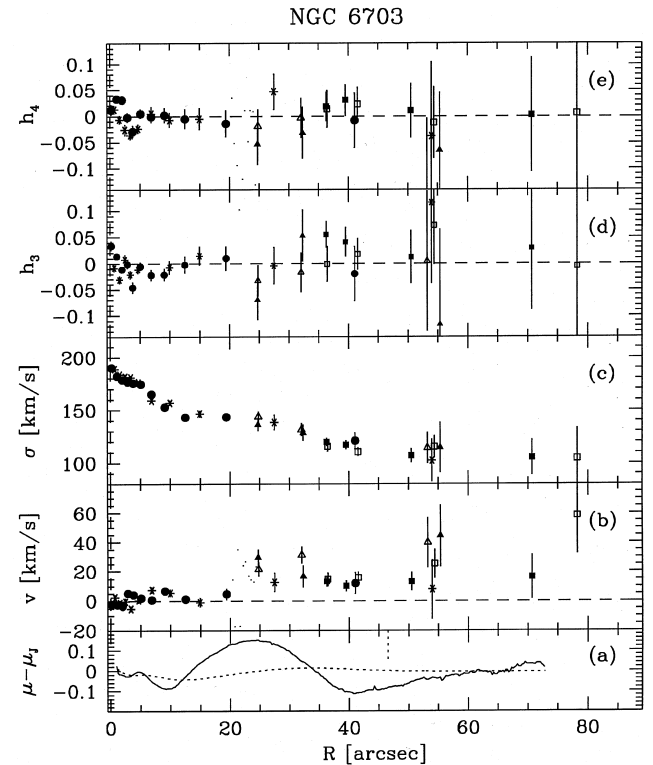 NGC 6703
0.1
0.05
0
−0.05
−0.1
h₄
(e)
0.1
0.05
0
−0.05
−0.1
h₃
(d)
200
150
100
σ [km/s]
(c)
60
40
20
0
−20
v [km/s]
(b)
0.1
0
−0.1
μ−μ_J
(a)
0 20 40 60 80
R [arcsec]